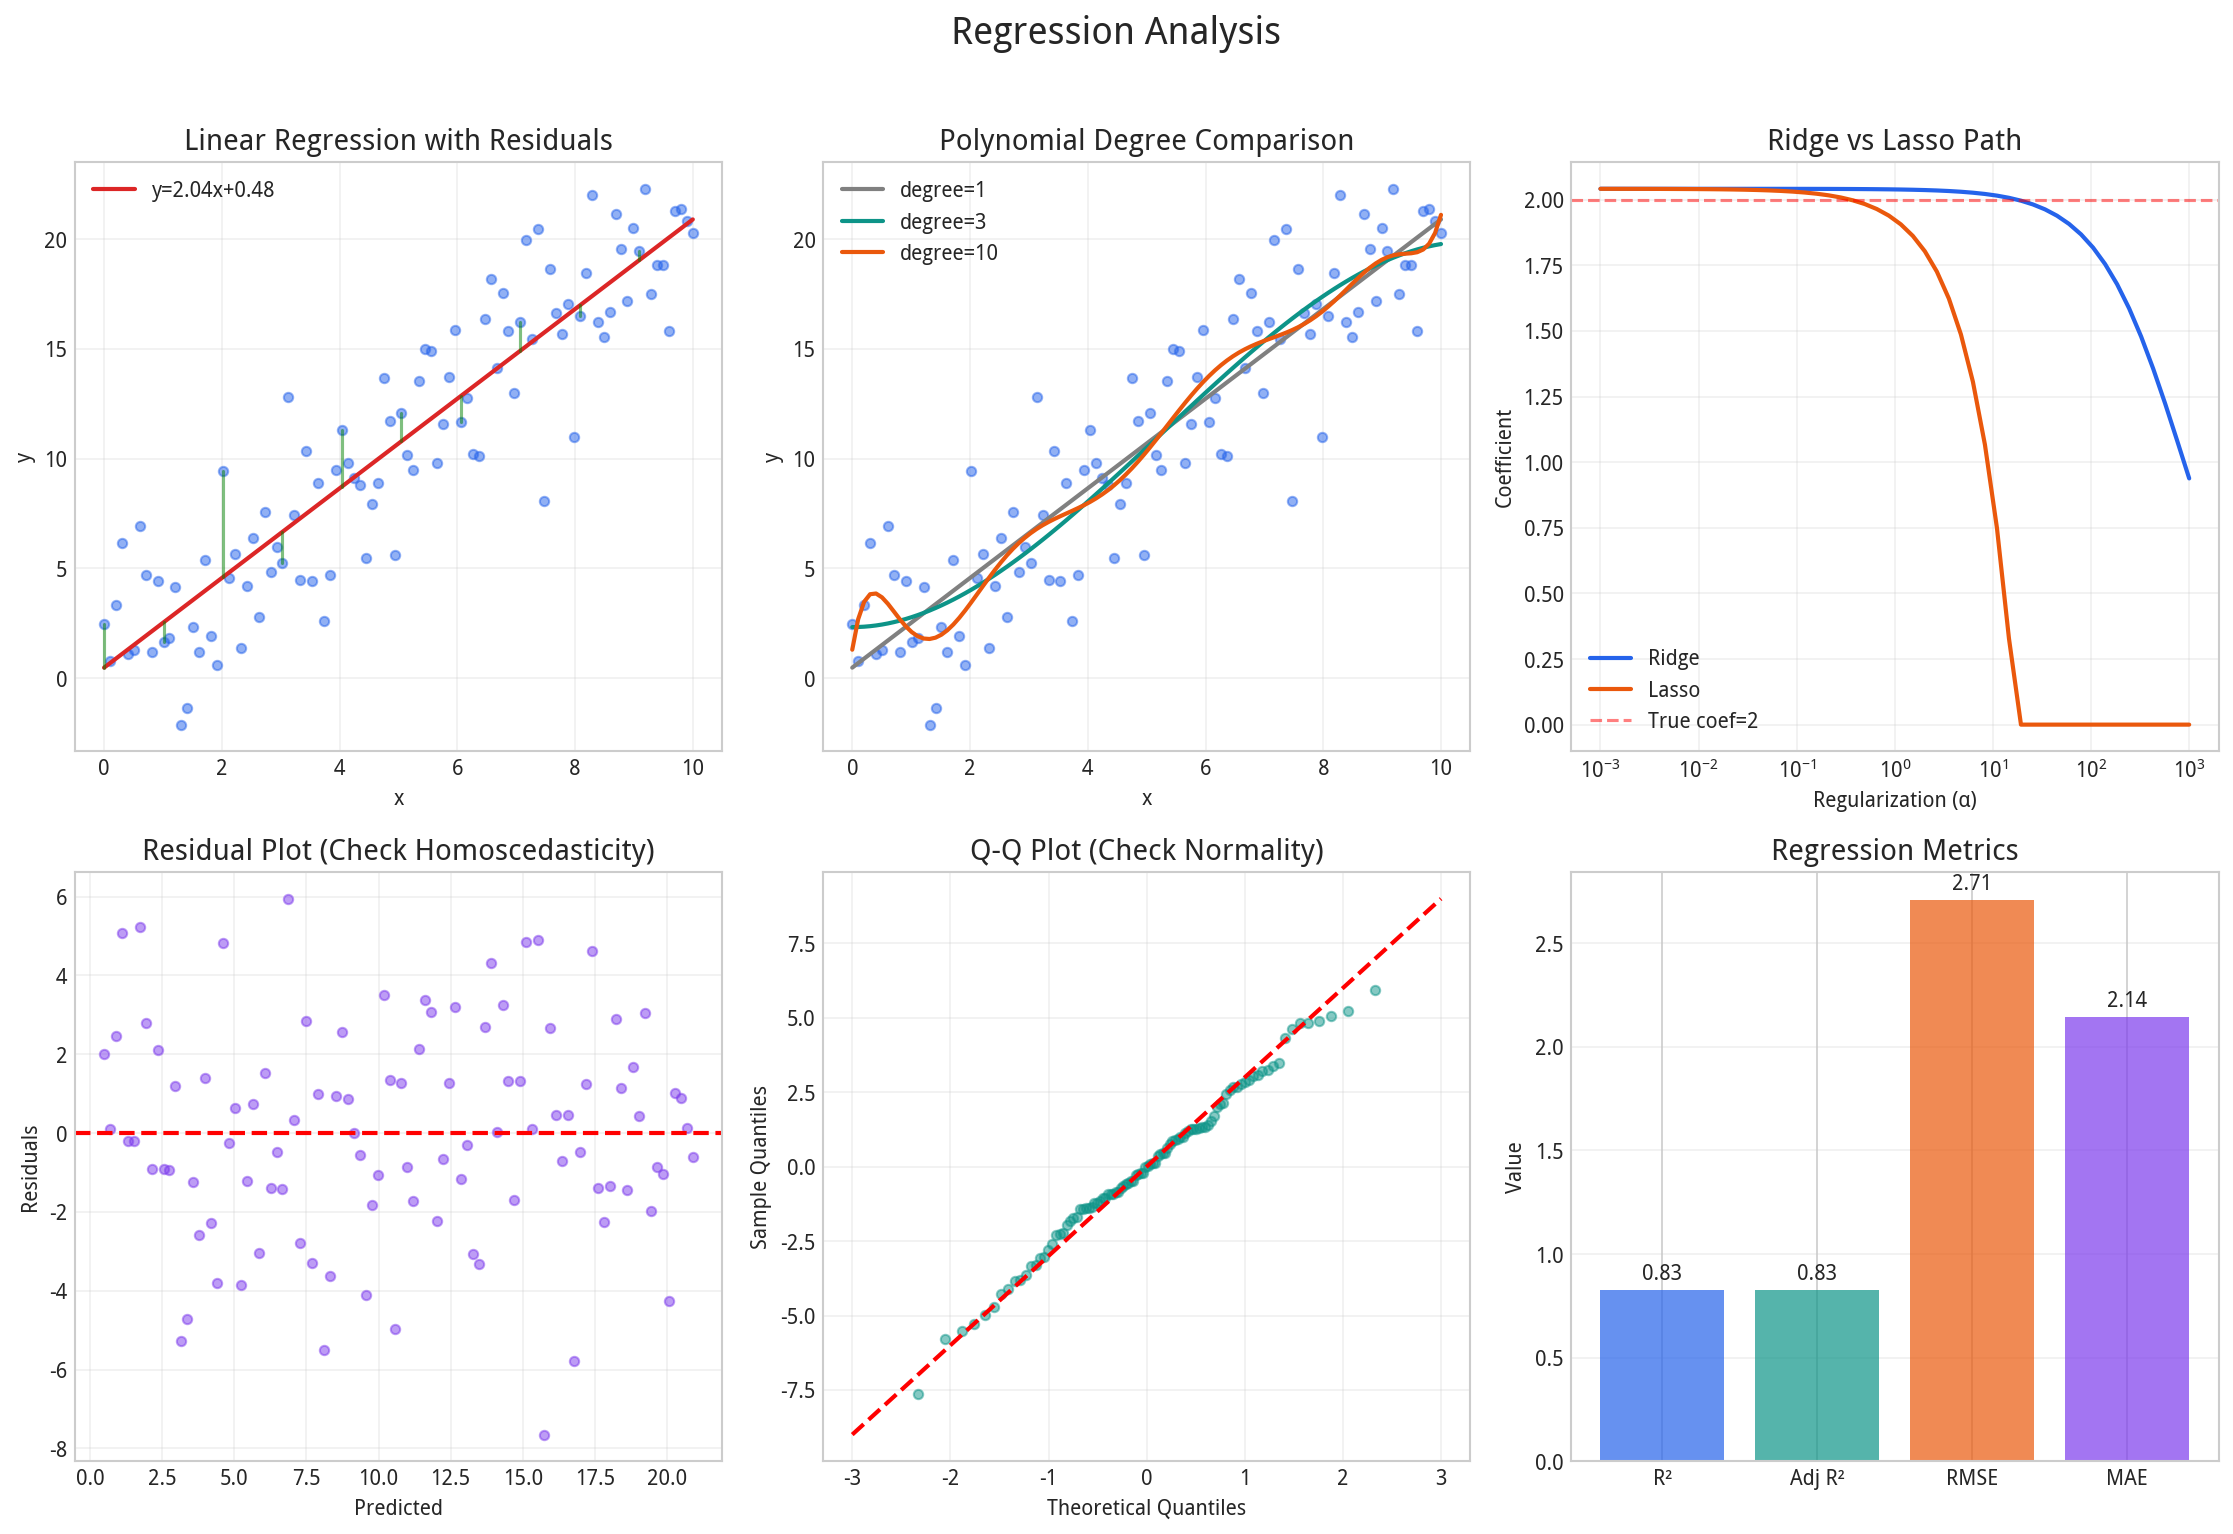 Regression Analysis
Linear Regression with Residuals
y=2.04x+0.48
20
15
10
5
0
y
0 2 4 6 8 10
x
Polynomial Degree Comparison
degree=1
degree=3
degree=10
20
15
10
5
0
y
0 2 4 6 8 10
x
Ridge vs Lasso Path
2.00
1.75
1.50
1.25
1.00
0.75
0.50
0.25
0.00
Coefficient
Ridge
Lasso
True coef=2
10⁻³ 10⁻² 10⁻¹ 10⁰ 10¹ 10² 10³
Regularization (α)
Residual Plot (Check Homoscedasticity)
6
4
2
0
-2
-4
-6
-8
Residuals
0.0 2.5 5.0 7.5 10.0 12.5 15.0 17.5 20.0
Predicted
Q-Q Plot (Check Normality)
7.5
5.0
2.5
0.0
-2.5
-5.0
-7.5
Sample Quantiles
-3 -2 -1 0 1 2 3
Theoretical Quantiles
Regression Metrics
2.5
2.0
1.5
1.0
0.5
0.0
Value
0.83
0.83
2.71
2.14
R² Adj R² RMSE MAE